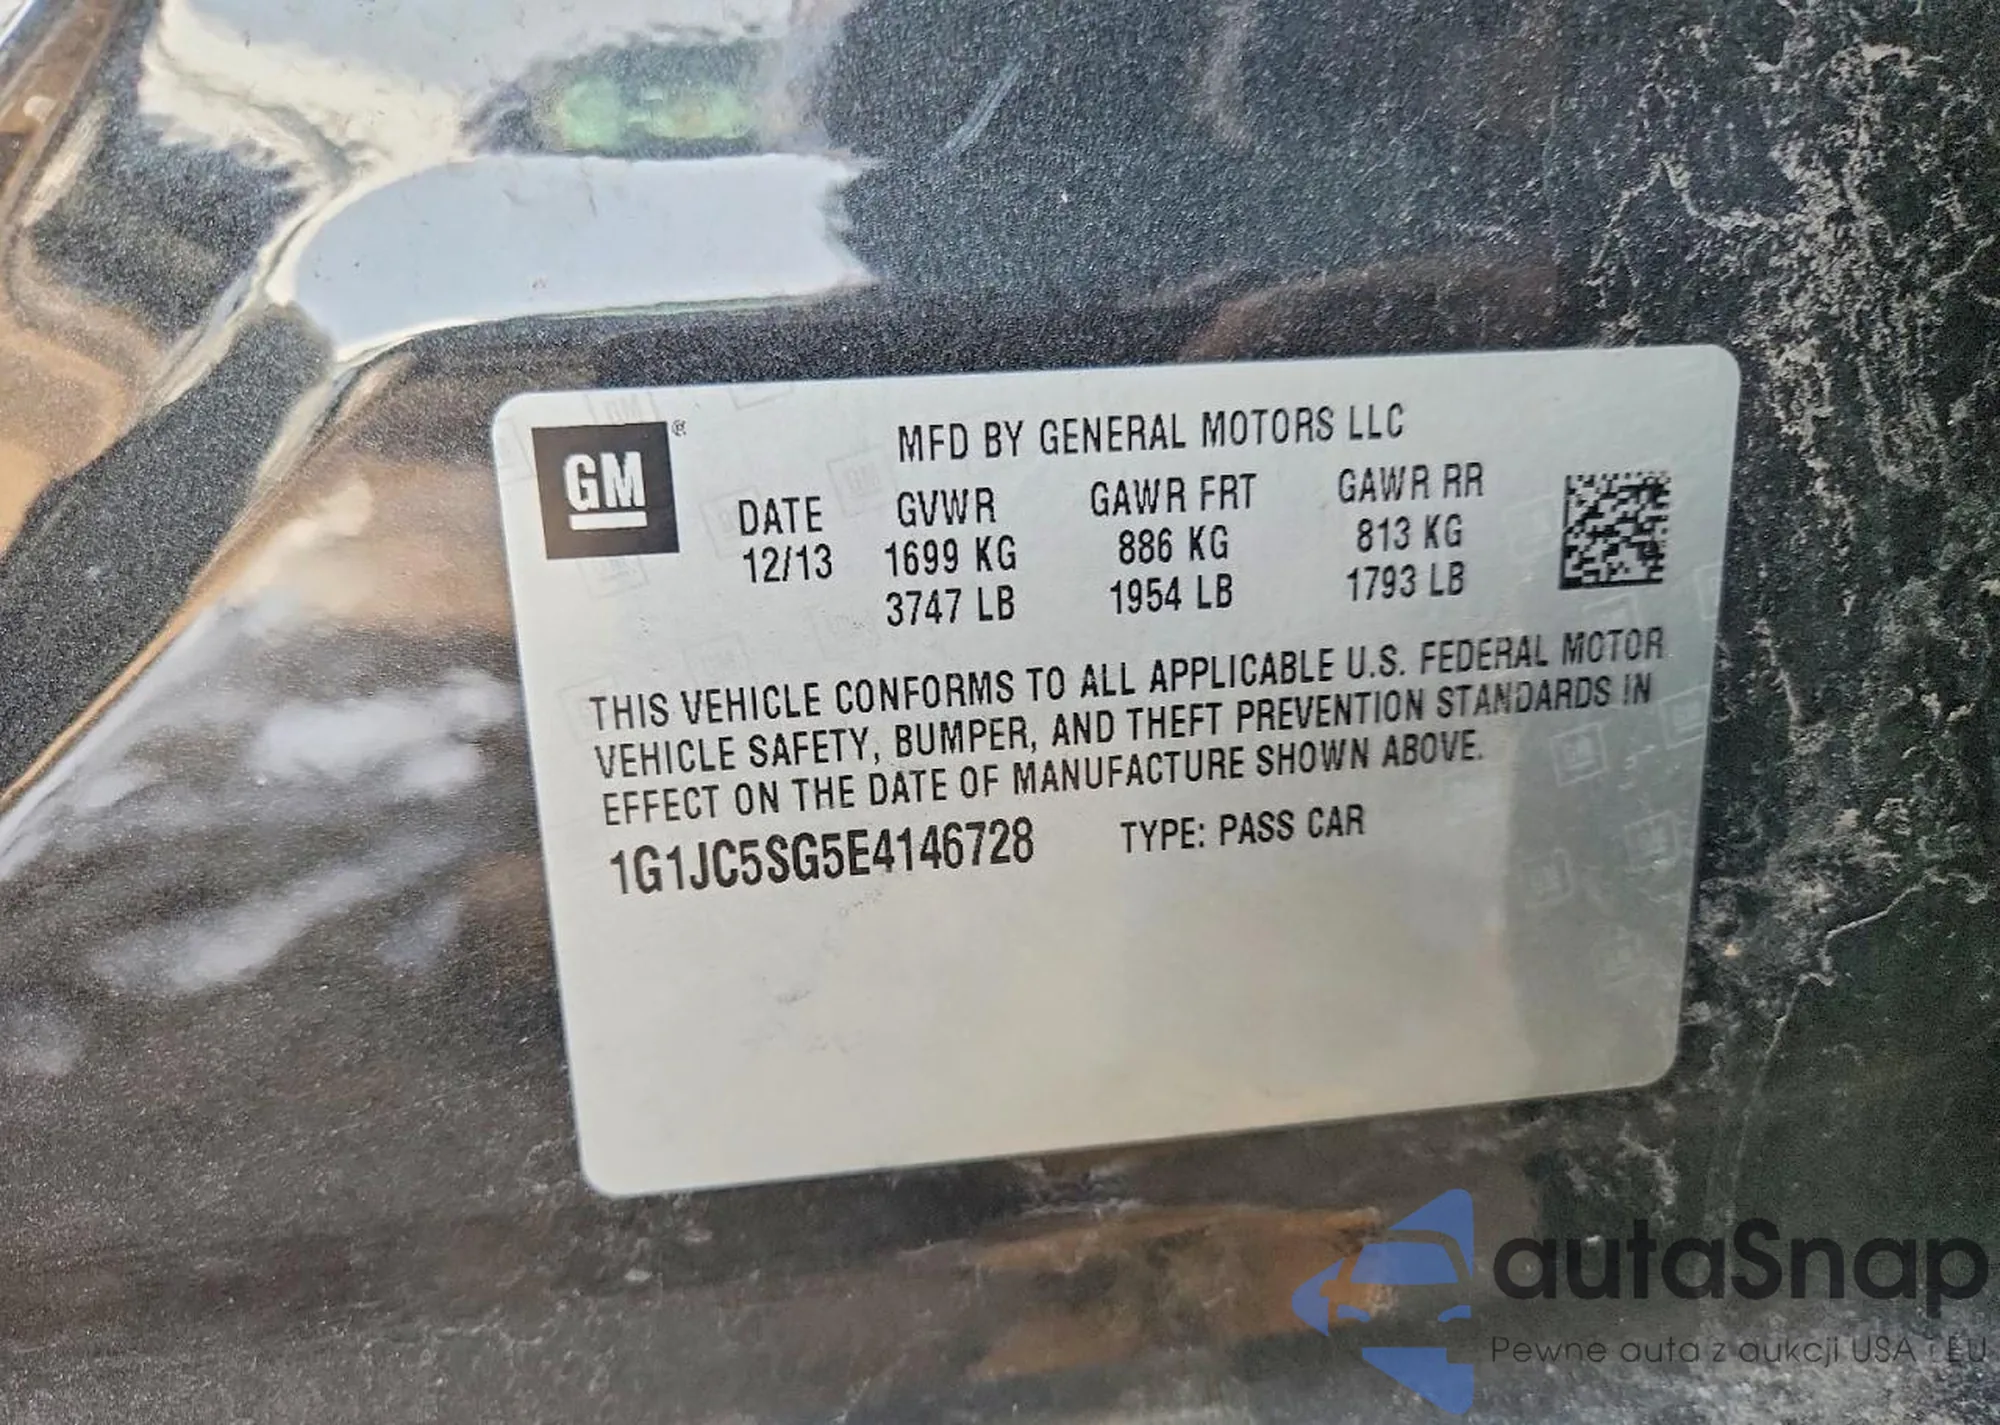 GM ®
MFD BY GENERAL MOTORS LLC
DATE GVWR GAWR FRT GAWR RR
12/13 1699 KG 886 KG 813 KG
3747 LB 1954 LB 1793 LB
THIS VEHICLE CONFORMS TO ALL APPLICABLE U.S. FEDERAL MOTOR
VEHICLE SAFETY, BUMPER, AND THEFT PREVENTION STANDARDS IN
EFFECT ON THE DATE OF MANUFACTURE SHOWN ABOVE.
1G1JC5SG5E4146728 TYPE: PASS CAR
autaSnap
Pewne auta z aukcji USA i EU